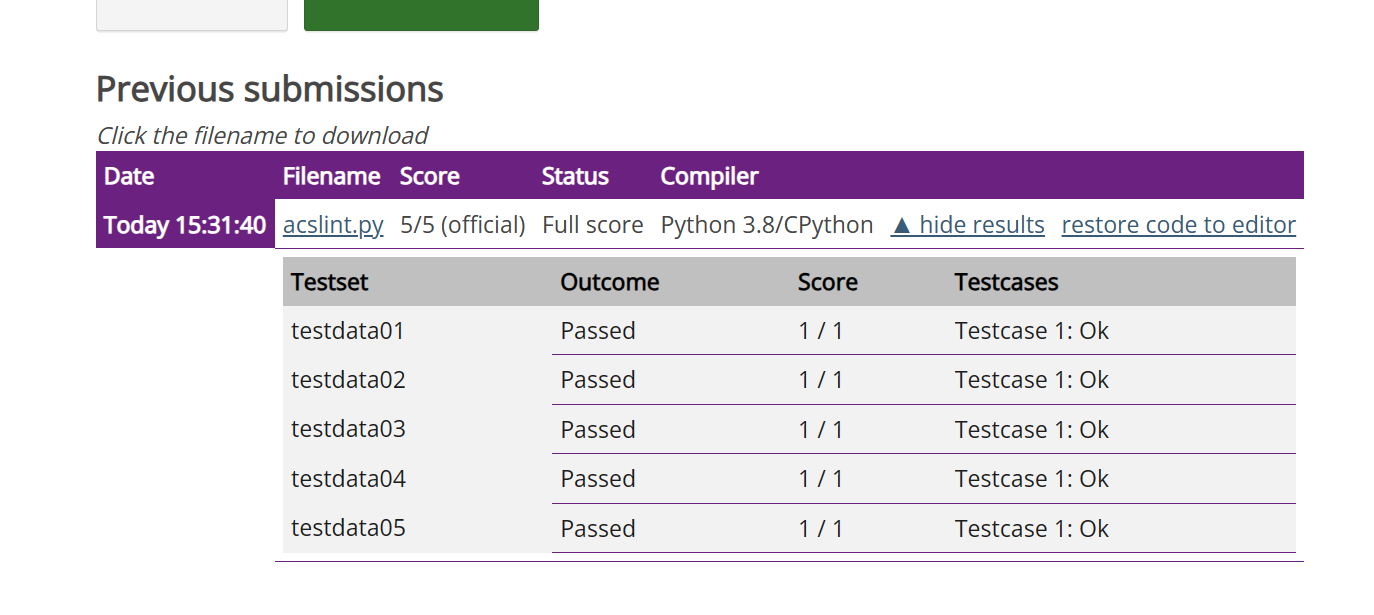 Previous submissions
Click the filename to download
Date Filename Score Status Compiler
Today 15:31:40 acslint.py 5/5 (official) Full score Python 3.8/CPython ▲ hide results restore code to editor
Testset Outcome Score Testcases
testdata01 Passed 1 / 1 Testcase 1: Ok
testdata02 Passed 1 / 1 Testcase 1: Ok
testdata03 Passed 1 / 1 Testcase 1: Ok
testdata04 Passed 1 / 1 Testcase 1: Ok
testdata05 Passed 1 / 1 Testcase 1: Ok